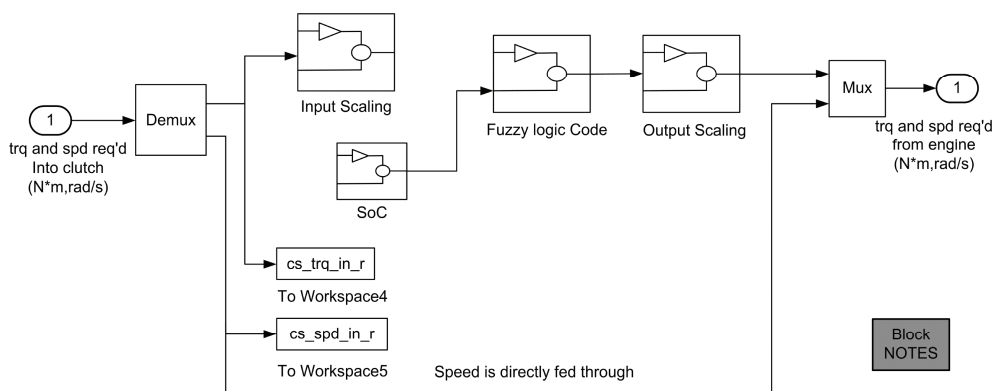 Input Scaling
Fuzzy logic Code
Output Scaling
1
Demux
Mux
1
trq and spd req'd
Into clutch
(N*m,rad/s)
trq and spd req'd
from engine
(N*m,rad/s)
SoC
cs_trq_in_r
To Workspace4
cs_spd_in_r
To Workspace5
Speed is directly fed through
Block
NOTES